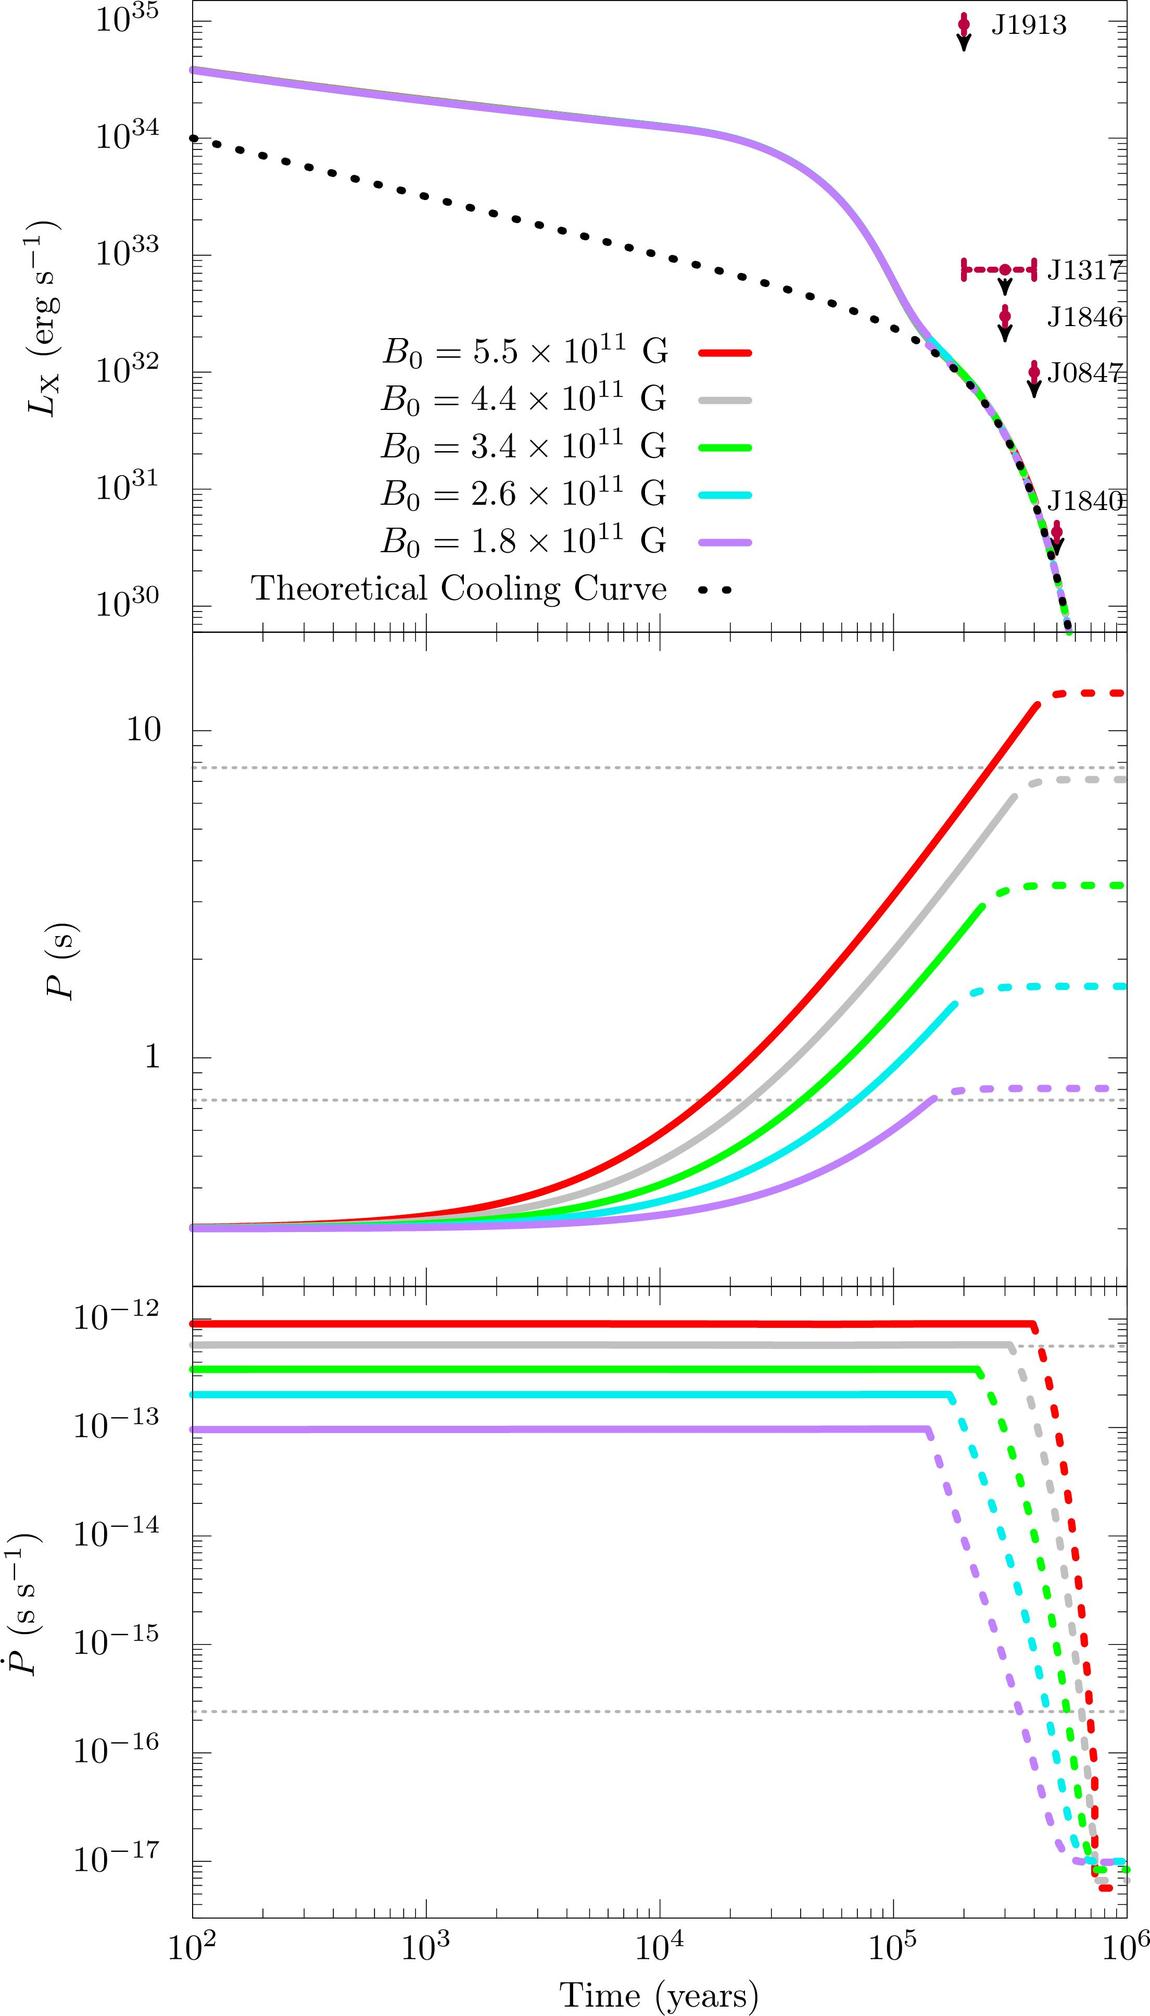 10^35
J1913
10^34
10^33
J1317
J1846
10^32
J0847
10^31
J1840
10^30
L_X (erg s^−1)
B_0 = 5.5 × 10^11 G
B_0 = 4.4 × 10^11 G
B_0 = 3.4 × 10^11 G
B_0 = 2.6 × 10^11 G
B_0 = 1.8 × 10^11 G
Theoretical Cooling Curve
10
1
P (s)
10^−12
10^−13
10^−14
10^−15
10^−16
10^−17
Ṗ (s s^−1)
10^2 10^3 10^4 10^5 10^6
Time (years)